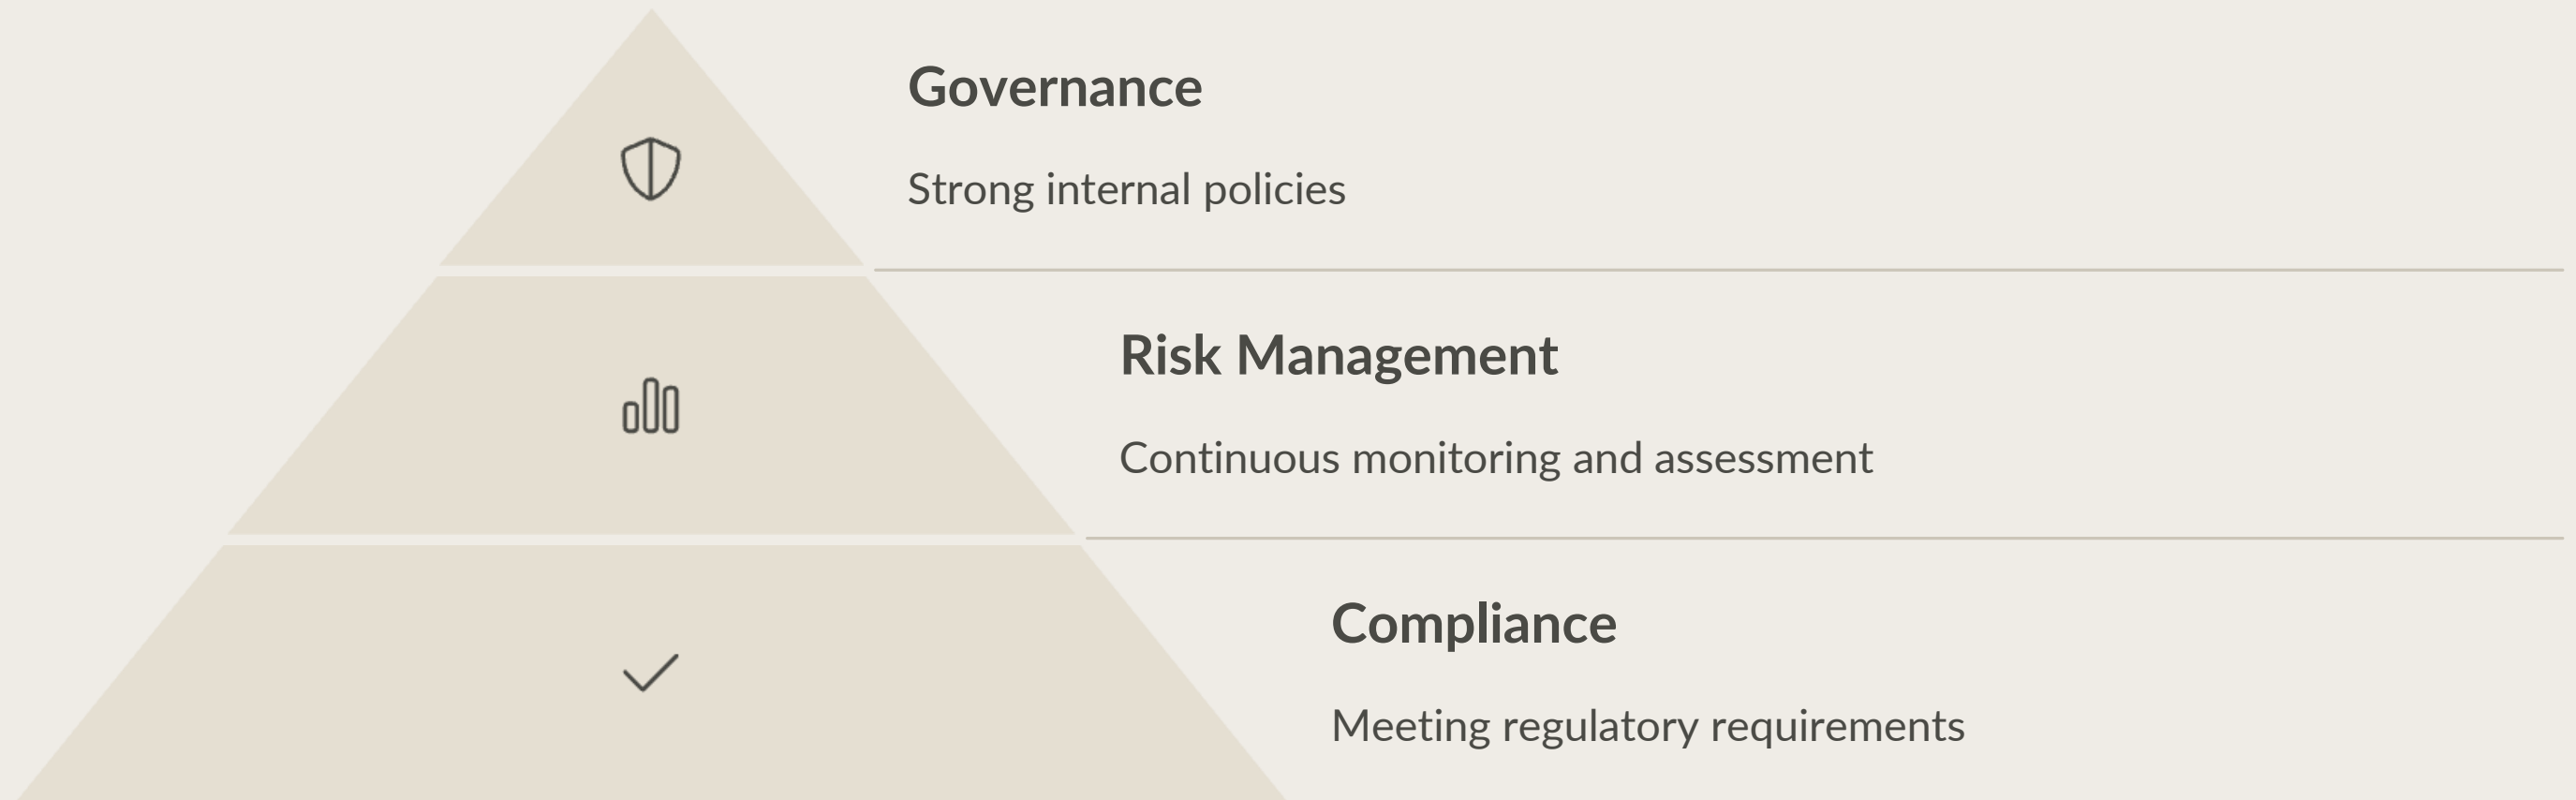 Governance
Strong internal policies
Risk Management
Continuous monitoring and assessment
Compliance
Meeting regulatory requirements